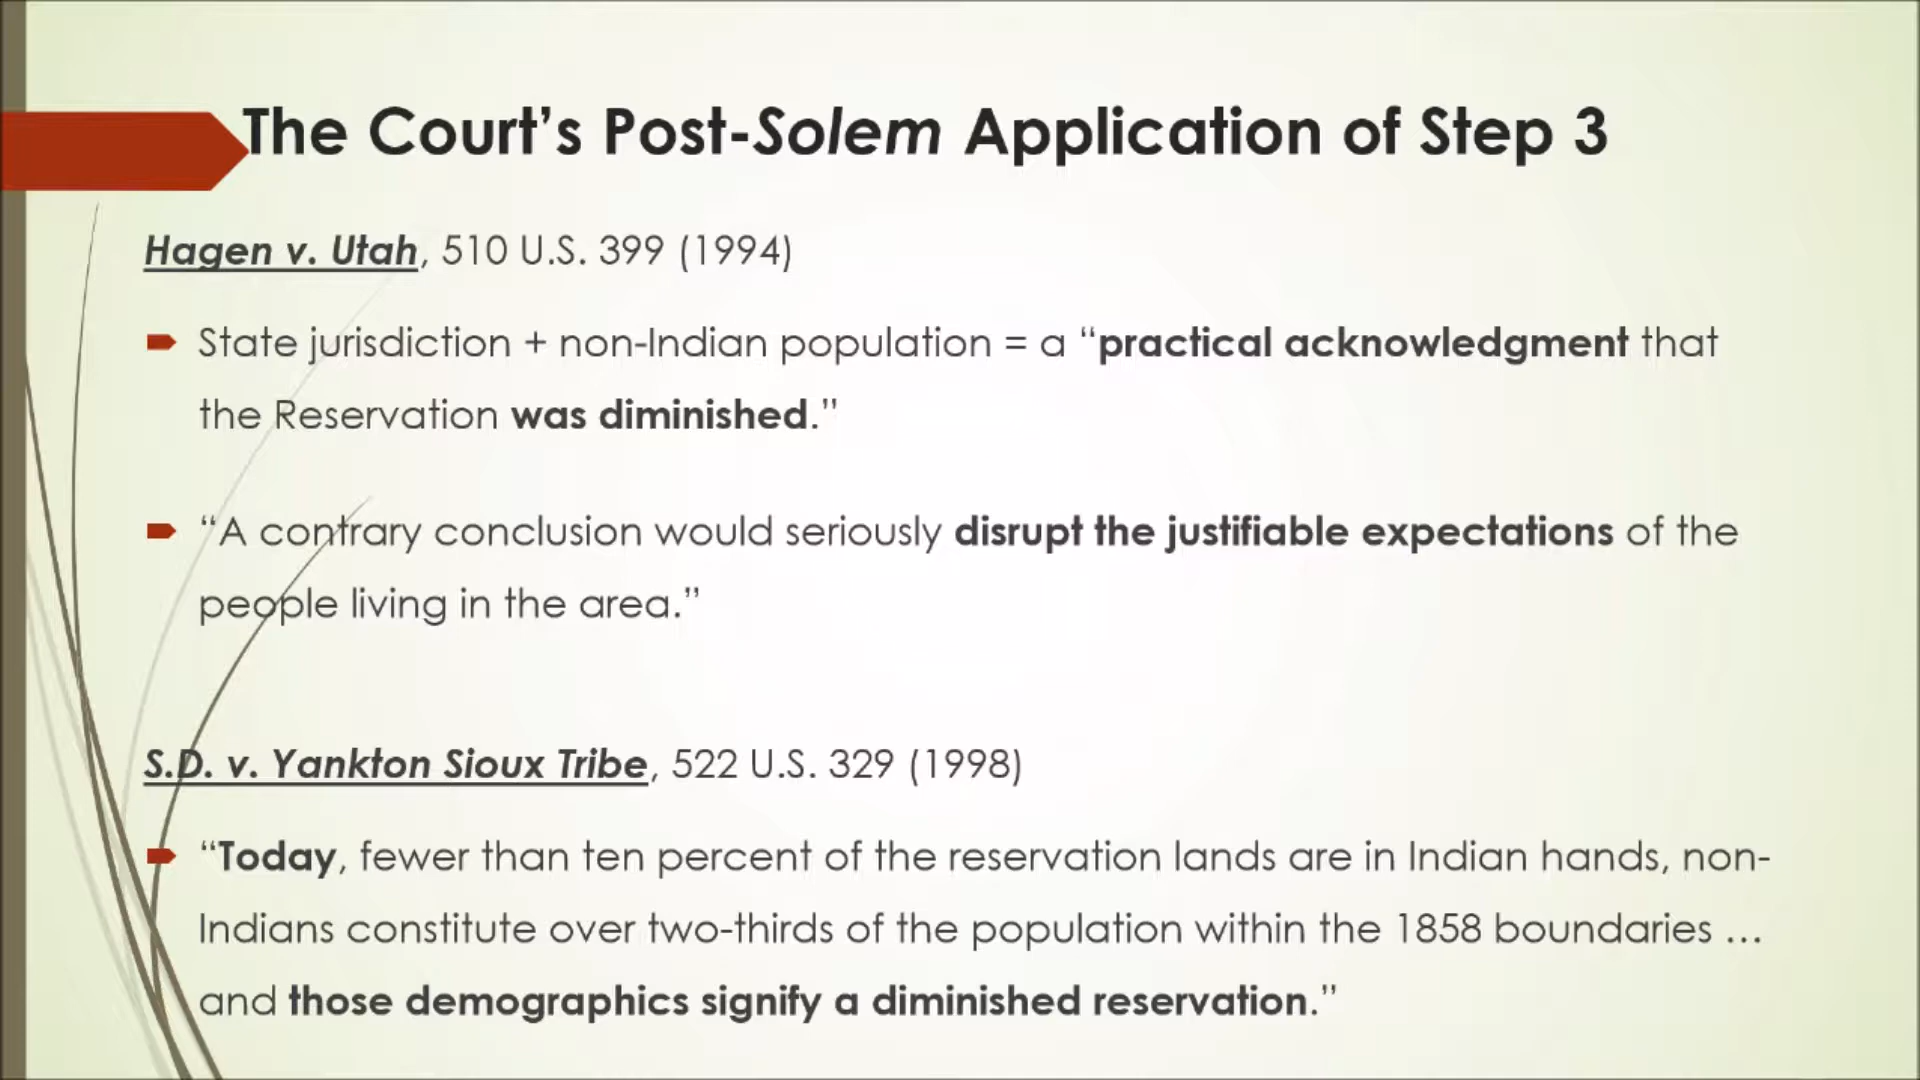 The Court’s Post-Solem Application of Step 3
Hagen v. Utah, 510 U.S. 399 (1994)
State jurisdiction + non-Indian population = a “practical acknowledgment that
the Reservation was diminished.”
“A contrary conclusion would seriously disrupt the justifiable expectations of the
people living in the area.”
S.D. v. Yankton Sioux Tribe, 522 U.S. 329 (1998)
“Today, fewer than ten percent of the reservation lands are in Indian hands, non-
Indians constitute over two-thirds of the population within the 1858 boundaries …
and those demographics signify a diminished reservation.”